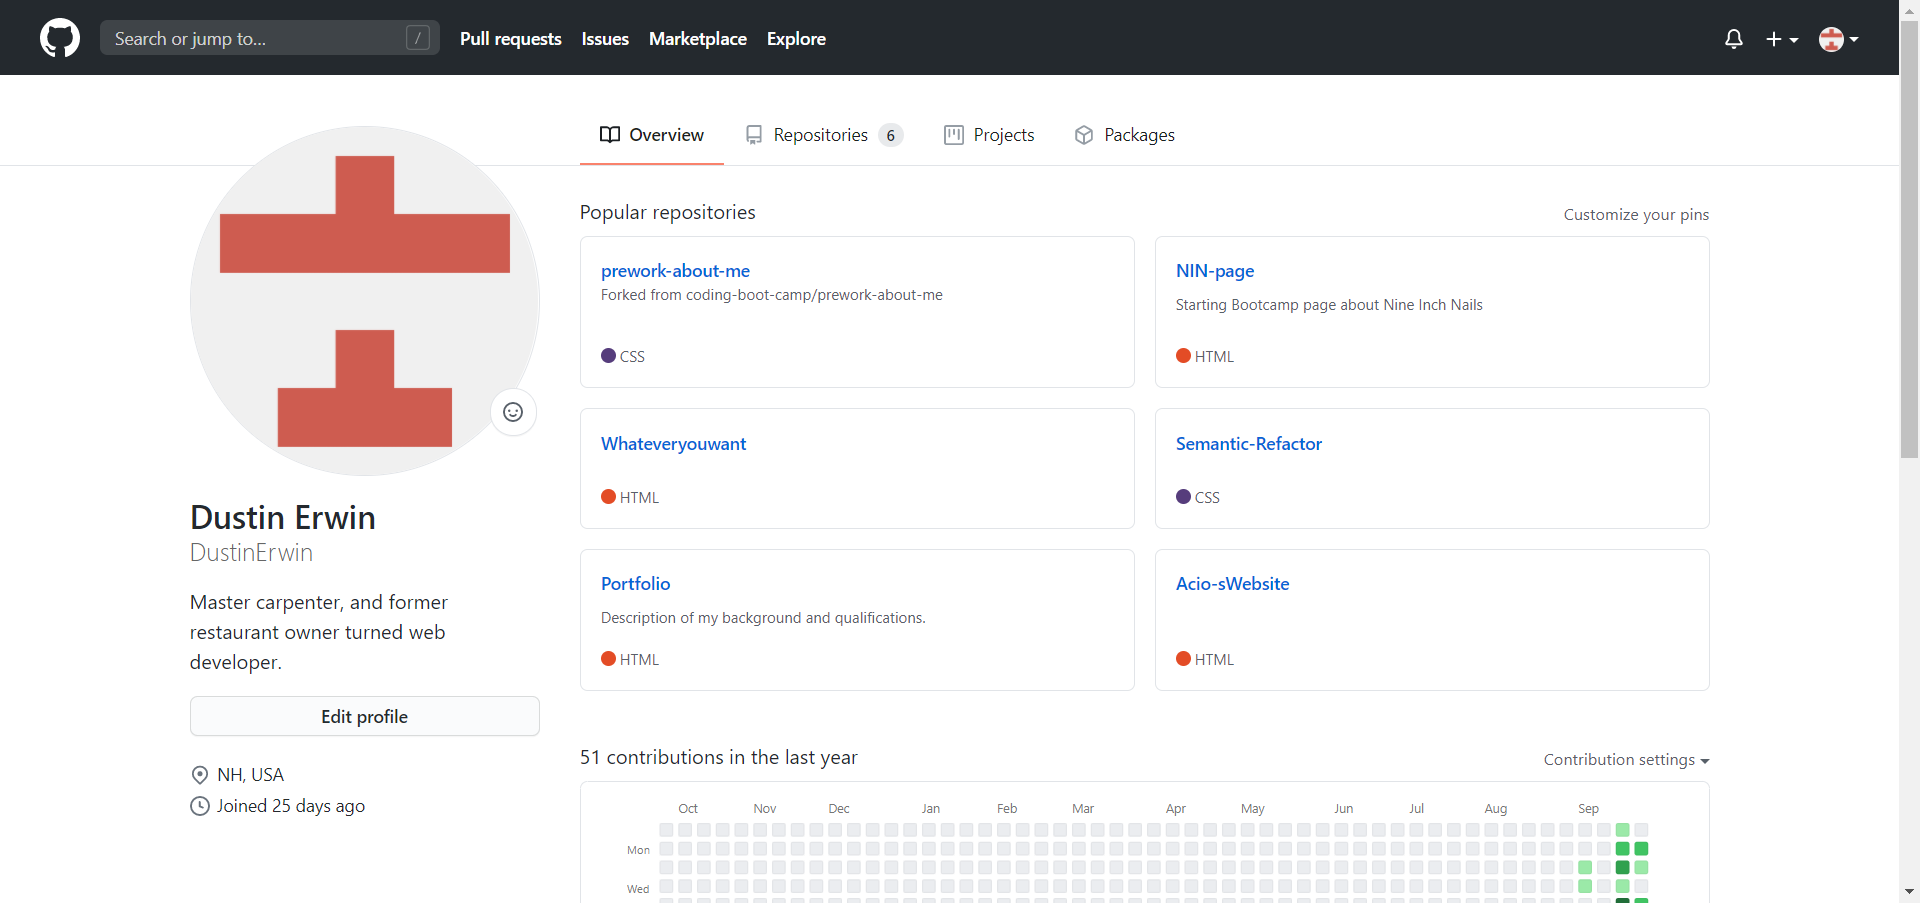 Search or jump to...
/
Pull requests
Issues
Marketplace
Explore
Overview
Repositories 6
Projects
Packages
Dustin Erwin
DustinErwin
Master carpenter, and former
restaurant owner turned web
developer.
Edit profile
NH, USA
Joined 25 days ago
Popular repositories
Customize your pins
prework-about-me
Forked from coding-boot-camp/prework-about-me
CSS
NIN-page
Starting Bootcamp page about Nine Inch Nails
HTML
Whateveryouwant
HTML
Semantic-Refactor
CSS
Portfolio
Description of my background and qualifications.
HTML
Acio-sWebsite
HTML
51 contributions in the last year
Contribution settings
Oct Nov Dec Jan Feb Mar Apr May Jun Jul Aug Sep
Mon
Wed